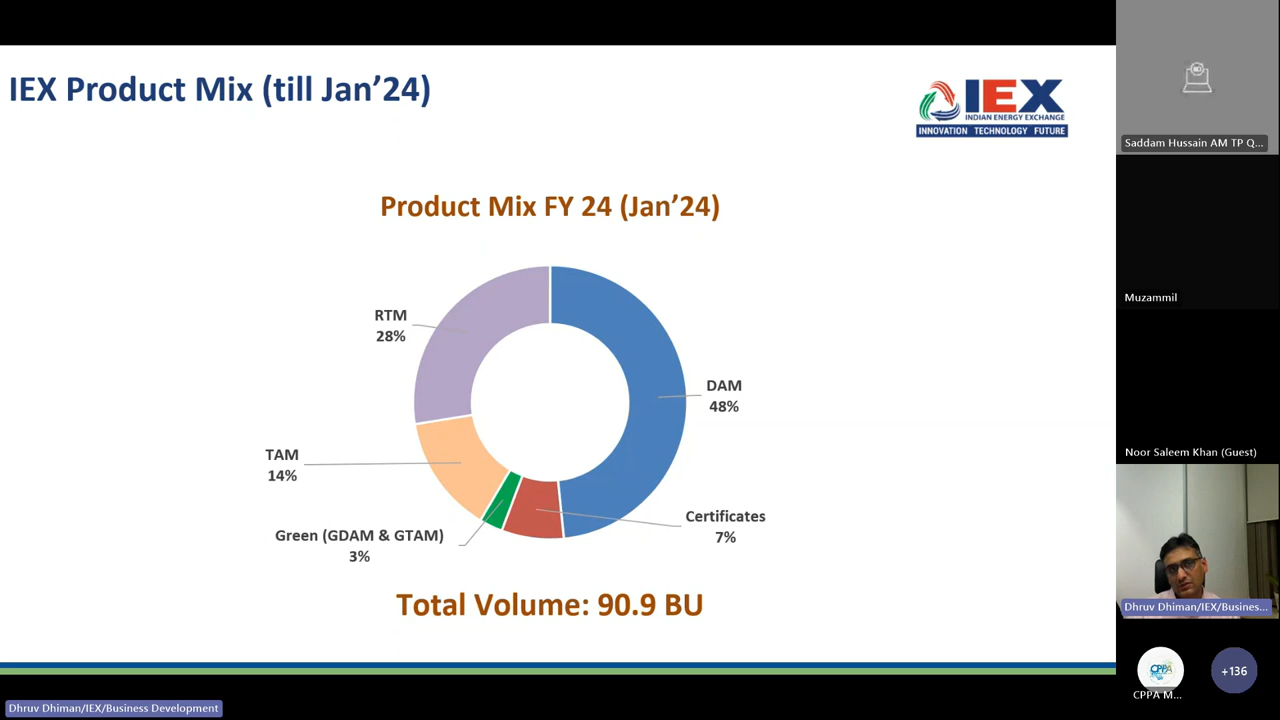 IEX Product Mix (till Jan’24)
IEX
INDIAN ENERGY EXCHANGE
INNOVATION TECHNOLOGY FUTURE
Product Mix FY 24 (Jan’24)
RTM
28%
DAM
48%
TAM
14%
Certificates
7%
Green (GDAM & GTAM)
3%
Total Volume: 90.9 BU
Dhruv Dhiman/IEX/Business Development
Saddam Hussain AM TP Q...
Muzammil
Noor Saleem Khan (Guest)
Dhruv Dhiman/IEX/Busines...
CPPA
CPPA M...
+136